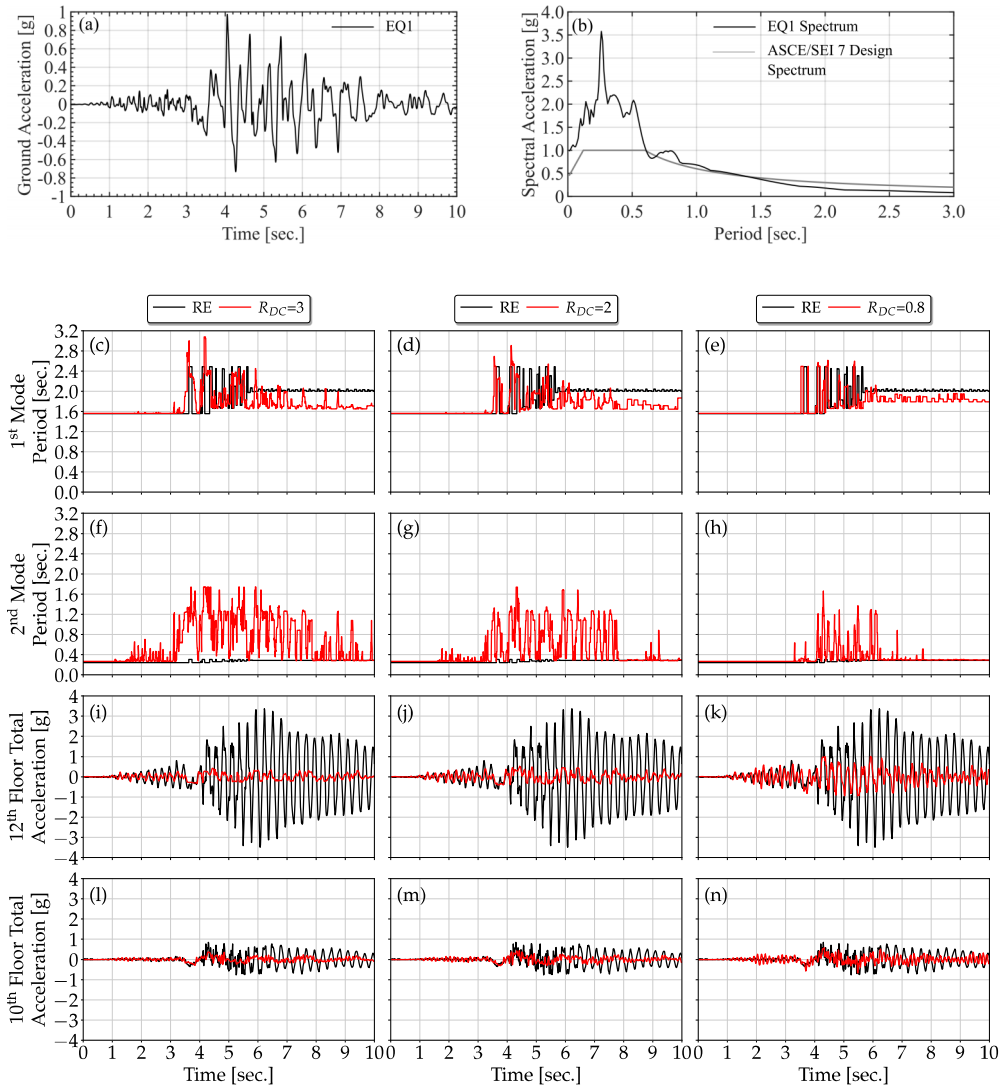 (a)
EQ1
Ground Acceleration [g]
1
0.8
0.6
0.4
0.2
0
-0.2
-0.4
-0.6
-0.8
-1
0 1 2 3 4 5 6 7 8 9 10
Time [sec.]
(b)
EQ1 Spectrum
ASCE/SEI 7 Design
Spectrum
Spectral Acceleration [g]
4.0
3.5
3.0
2.5
2.0
1.5
1.0
0.5
0
0 0.5 1.0 1.5 2.0 2.5 3.0
Period [sec.]
RE R_DC=3
RE R_DC=2
RE R_DC=0.8
1st Mode
Period [sec.]
3.2
2.8
2.4
2.0
1.6
1.2
0.8
0.4
0.0
(c)
(d)
(e)
2nd Mode
Period [sec.]
3.2
2.8
2.4
2.0
1.6
1.2
0.8
0.4
0.0
(f)
(g)
(h)
12th Floor Total
Acceleration [g]
4
3
2
1
0
−1
−2
−3
−4
(i)
(j)
(k)
10th Floor Total
Acceleration [g]
4
3
2
1
0
−1
−2
−3
−4
(l)
(m)
(n)
0 1 2 3 4 5 6 7 8 9 10
0 1 2 3 4 5 6 7 8 9 10
0 1 2 3 4 5 6 7 8 9 10
Time [sec.]
Time [sec.]
Time [sec.]